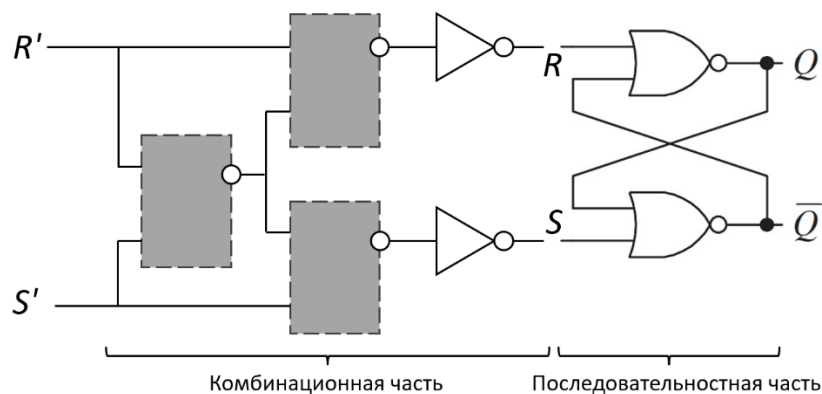 R'
R
Q
S
Q̅
S'
Комбинационная часть
Последовательностная часть